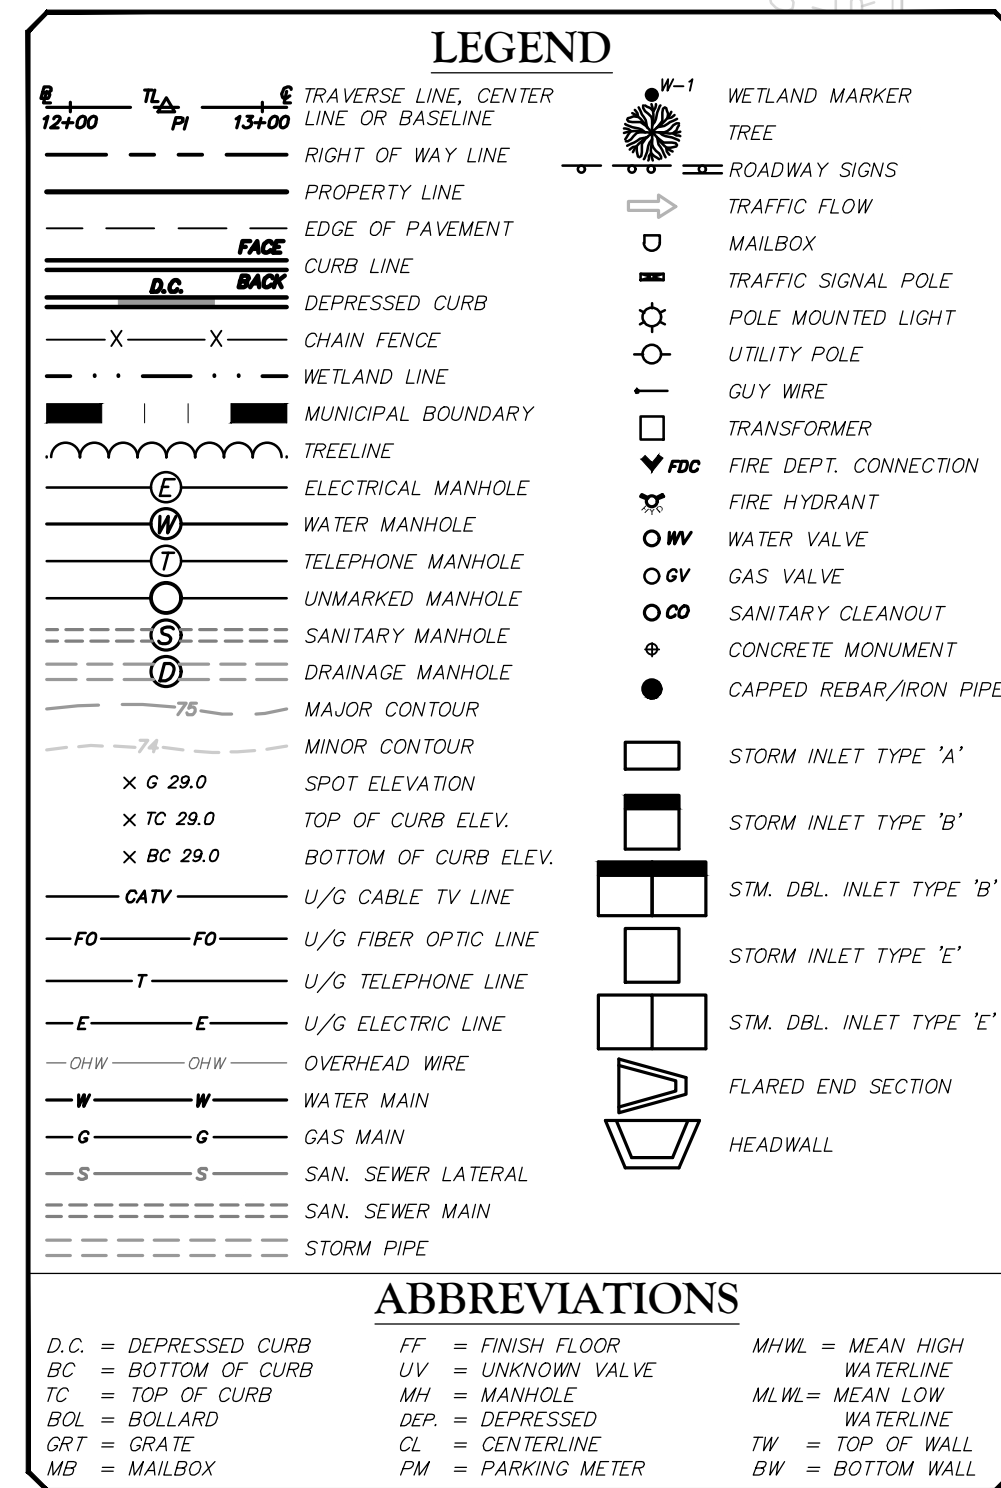 LEGEND
12+00 TL PI 13+00 TRAVERSE LINE, CENTER
LINE OR BASELINE
RIGHT OF WAY LINE
PROPERTY LINE
EDGE OF PAVEMENT
FACE
CURB LINE
BACK
D.C.
DEPRESSED CURB
X X CHAIN FENCE
WETLAND LINE
MUNICIPAL BOUNDARY
TREELINE
E ELECTRICAL MANHOLE
W WATER MANHOLE
T TELEPHONE MANHOLE
UNMARKED MANHOLE
S SANITARY MANHOLE
D DRAINAGE MANHOLE
75 MAJOR CONTOUR
74 MINOR CONTOUR
× G 29.0 SPOT ELEVATION
× TC 29.0 TOP OF CURB ELEV.
× BC 29.0 BOTTOM OF CURB ELEV.
CATV U/G CABLE TV LINE
FO FO U/G FIBER OPTIC LINE
T U/G TELEPHONE LINE
E E U/G ELECTRIC LINE
OHW OHW OVERHEAD WIRE
W W WATER MAIN
G G GAS MAIN
S S SAN. SEWER LATERAL
SAN. SEWER MAIN
STORM PIPE
W-1 WETLAND MARKER
TREE
ROADWAY SIGNS
TRAFFIC FLOW
MAILBOX
TRAFFIC SIGNAL POLE
POLE MOUNTED LIGHT
UTILITY POLE
GUY WIRE
TRANSFORMER
FDC FIRE DEPT. CONNECTION
HYD FIRE HYDRANT
WV WATER VALVE
GV GAS VALVE
CO SANITARY CLEANOUT
CONCRETE MONUMENT
CAPPED REBAR/IRON PIPE
STORM INLET TYPE 'A'
STORM INLET TYPE 'B'
STM. DBL. INLET TYPE 'B'
STORM INLET TYPE 'E'
STM. DBL. INLET TYPE 'E'
FLARED END SECTION
HEADWALL
ABBREVIATIONS
D.C. = DEPRESSED CURB
BC = BOTTOM OF CURB
TC = TOP OF CURB
BOL = BOLLARD
GRT = GRATE
MB = MAILBOX
FF = FINISH FLOOR
UV = UNKNOWN VALVE
MH = MANHOLE
DEP. = DEPRESSED
CL = CENTERLINE
PM = PARKING METER
MHWL = MEAN HIGH
WATERLINE
MLWL= MEAN LOW
WATERLINE
TW = TOP OF WALL
BW = BOTTOM WALL